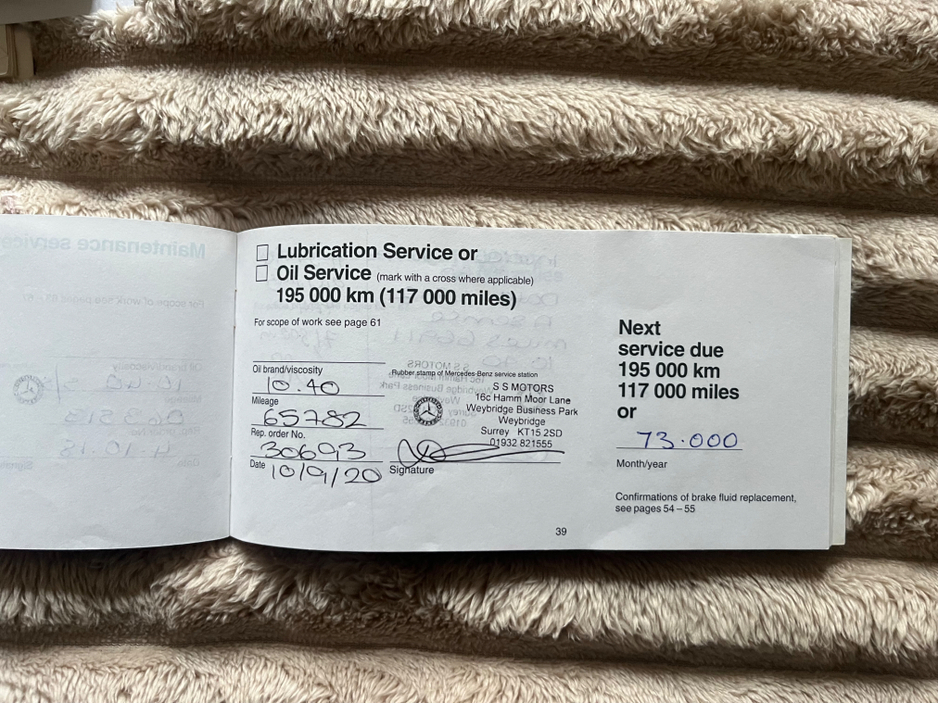 Maintenance service
Lubrication Service or
Oil Service (mark with a cross where applicable)
195 000 km (117 000 miles)
For scope of work see page 61
Oil brand/viscosity
10.40
Mileage
65782
Rep. order No.
30693
Date 10/9/20
Rubber stamp of Mercedes-Benz service station
S S MOTORS
16c Hamm Moor Lane
Weybridge Business Park
Weybridge
Surrey KT15 2SD
01932 821555
Signature
39
Next
service due
195 000 km
117 000 miles
or
73.000
Month/year
Confirmations of brake fluid replacement,
see pages 54 – 55